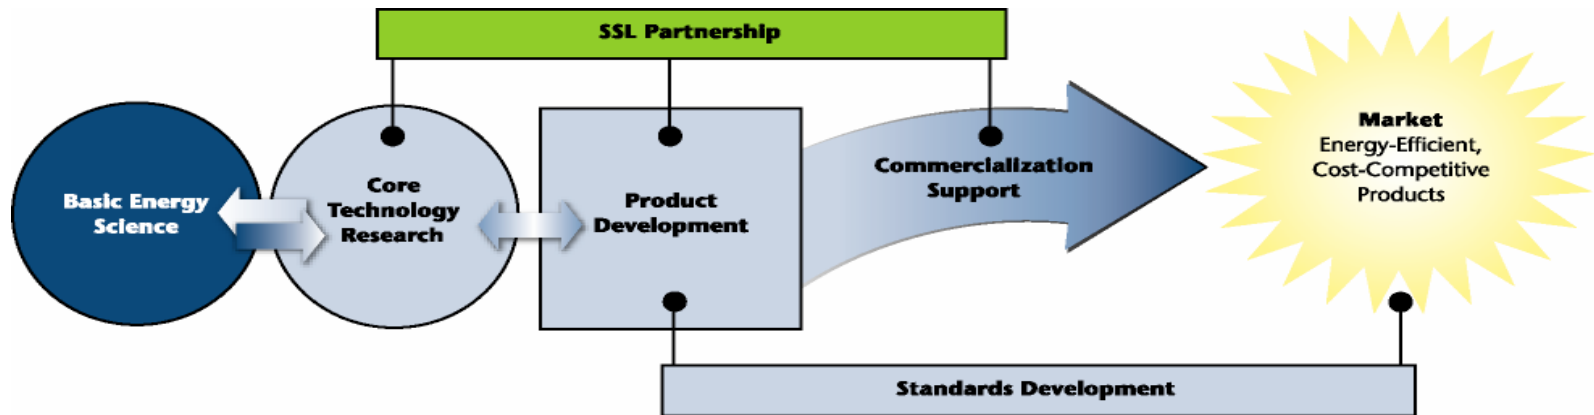 SSL Partnership
Basic Energy
Science
Core
Technology
Research
Product
Development
Commercialization
Support
Market
Energy-Efficient,
Cost-Competitive
Products
Standards Development